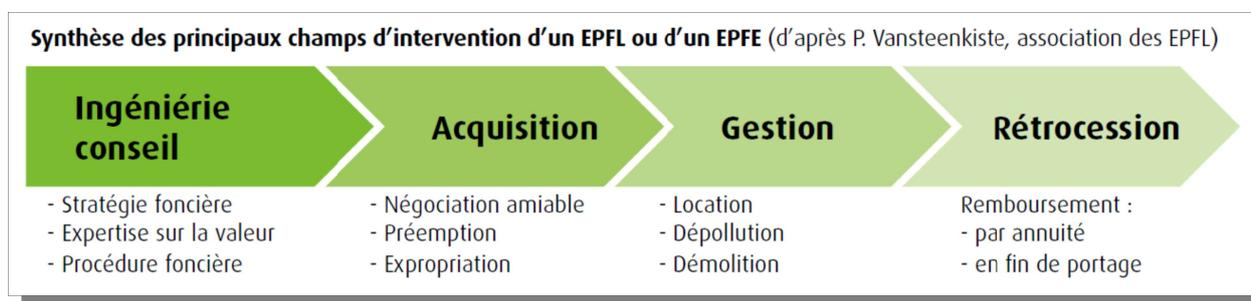 Synthèse des principaux champs d'intervention d'un EPFL ou d'un EPFE (d'après P. Vansteenkiste, association des EPFL)
Ingéniérie
conseil
- Stratégie foncière
- Expertise sur la valeur
- Procédure foncière
Acquisition
- Négociation amiable
- Préemption
- Expropriation
Gestion
- Location
- Dépollution
- Démolition
Rétrocession
Remboursement :
- par annuité
- en fin de portage